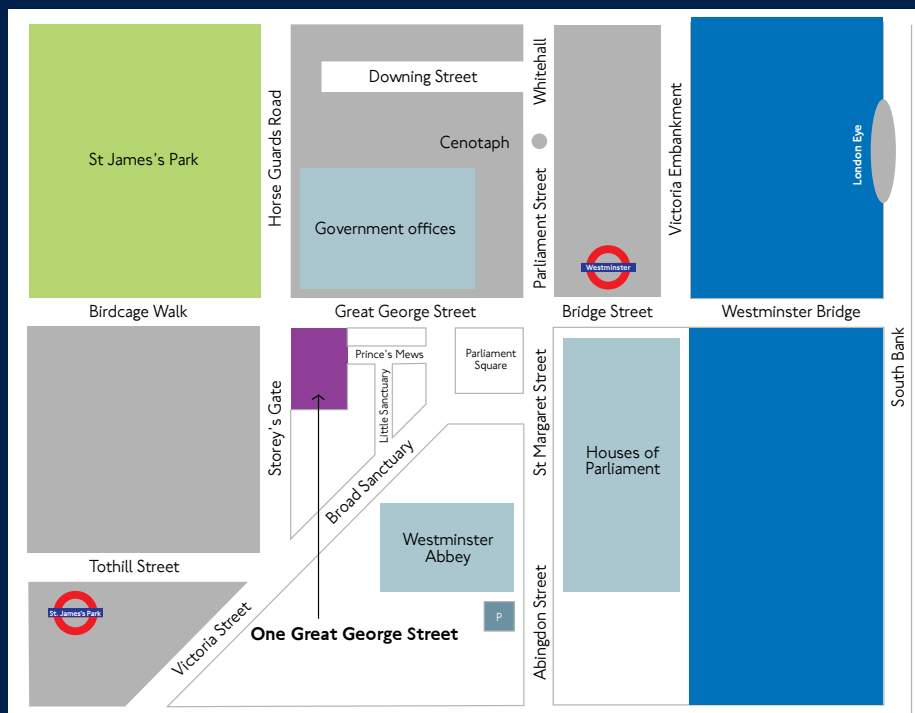 Downing Street
Whitehall
Horse Guards Road
St James's Park
Cenotaph
Victoria Embankment
London Eye
Government offices
Parliament Street
Westminster
Birdcage Walk
Great George Street
Bridge Street
Westminster Bridge
South Bank
Prince's Mews
Parliament
Square
Little Sanctuary
Storey's Gate
St Margaret Street
Broad Sanctuary
Houses of
Parliament
Westminster
Abbey
Tothill Street
St. James's Park
Victoria Street
P
One Great George Street
Abingdon Street